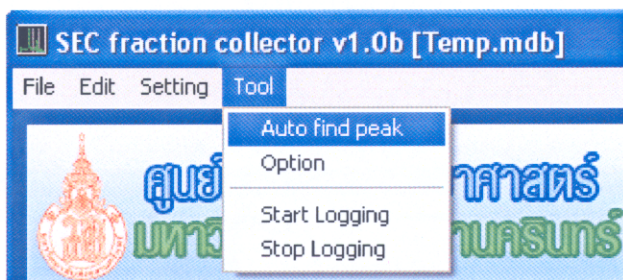 SEC fraction collector v1.0b [Temp.mdb]
File Edit Setting Tool
Auto find peak
Option
Start Logging
Stop Logging
ศูนย์